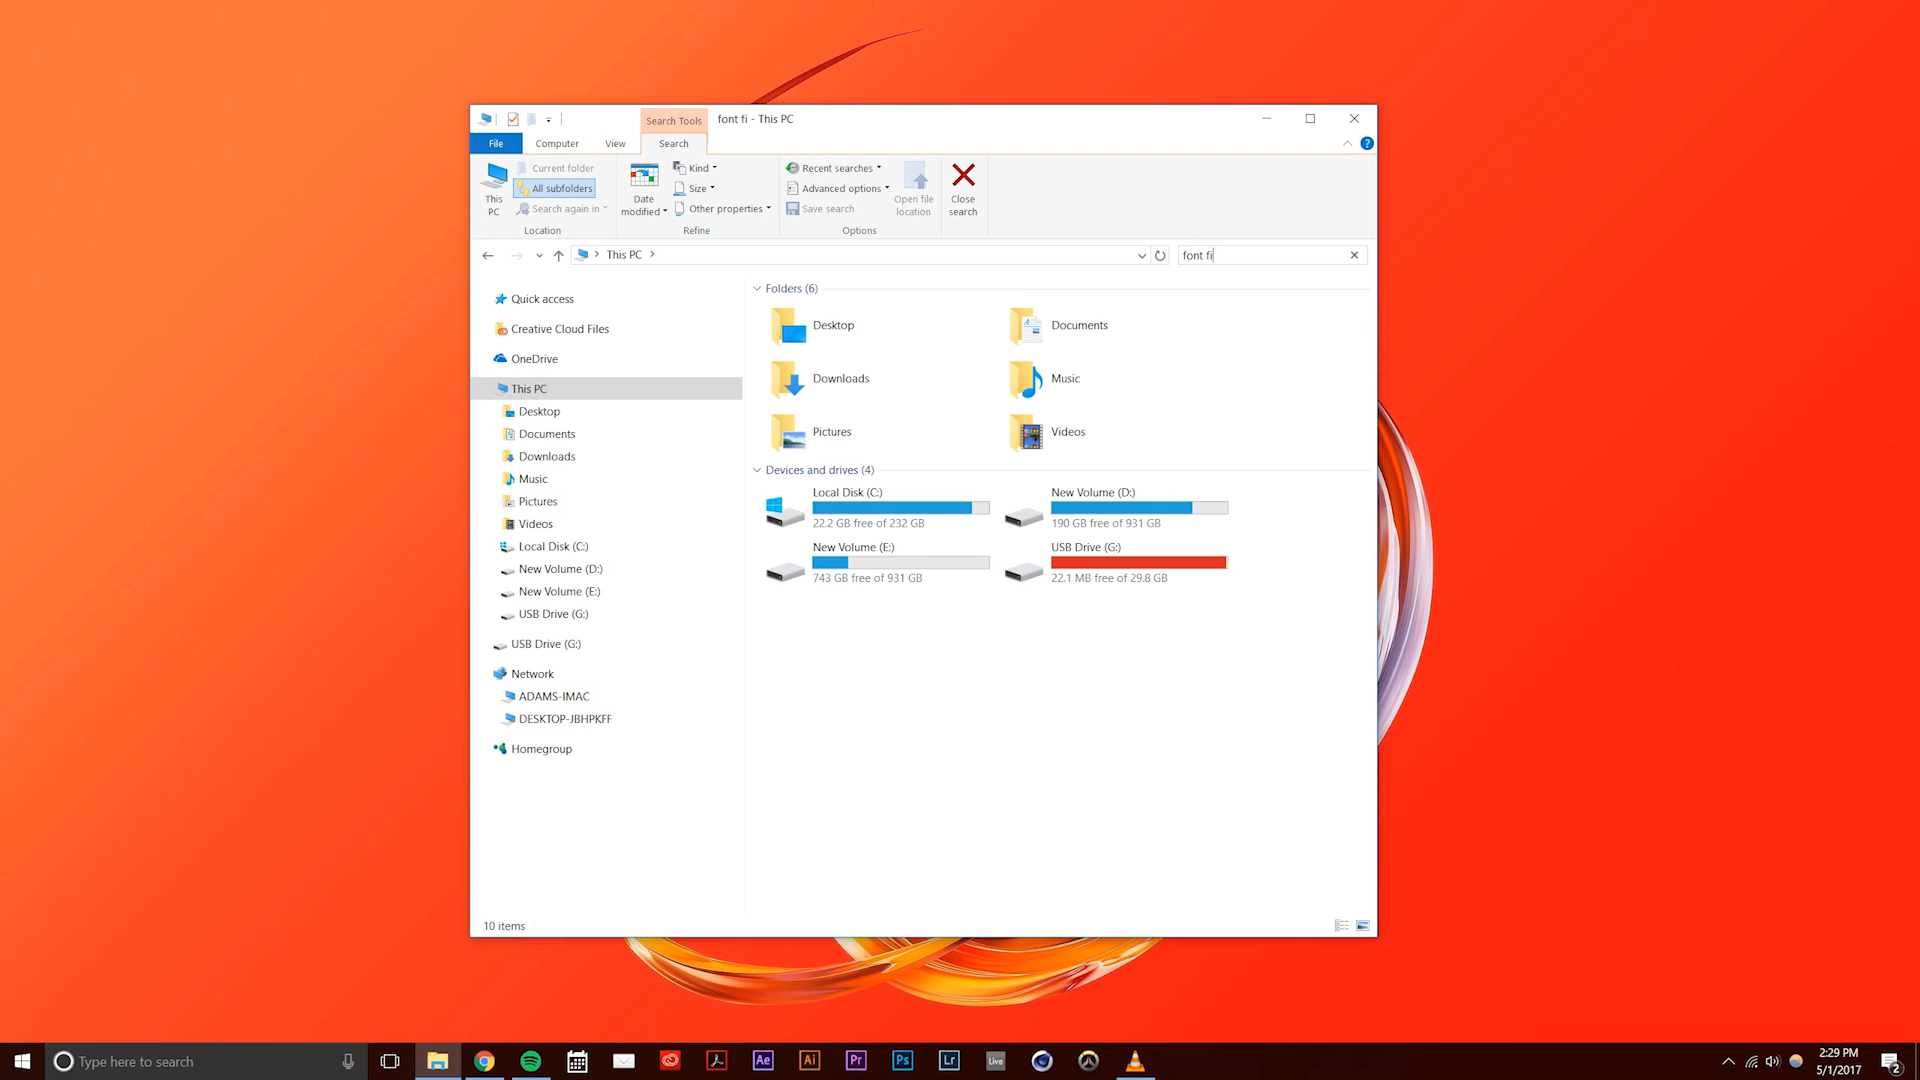 Search Tools
font fi - This PC
File
Computer
View
Search
?
This PC
Current folder
All subfolders
Search again in
Location
Date modified
Kind
Size
Other properties
Refine
Recent searches
Advanced options
Save search
Open file location
Options
Close search
This PC
font fi
Quick access
Creative Cloud Files
OneDrive
This PC
Desktop
Documents
Downloads
Music
Pictures
Videos
Local Disk (C:)
New Volume (D:)
New Volume (E:)
USB Drive (G:)
USB Drive (G:)
Network
ADAMS-IMAC
DESKTOP-JBHPKFF
Homegroup
Folders (6)
Desktop
Documents
Downloads
Music
Pictures
Videos
Devices and drives (4)
Local Disk (C:)
22.2 GB free of 232 GB
New Volume (D:)
190 GB free of 931 GB
New Volume (E:)
743 GB free of 931 GB
USB Drive (G:)
22.1 MB free of 29.8 GB
10 items
Type here to search
Ae
Ai
Pr
Ps
Lr
Live
2:29 PM
5/1/2017
2